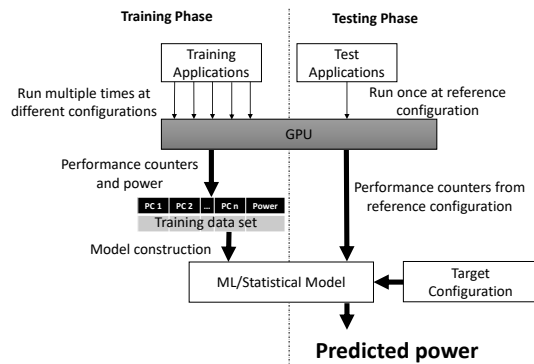 Training Phase
Testing Phase
Training
Applications
Test
Applications
Run multiple times at
different configurations
Run once at reference
configuration
GPU
Performance counters
and power
PC 1 PC 2 ... PC n Power
Training data set
Performance counters from
reference configuration
Model construction
ML/Statistical Model
Target
Configuration
Predicted power